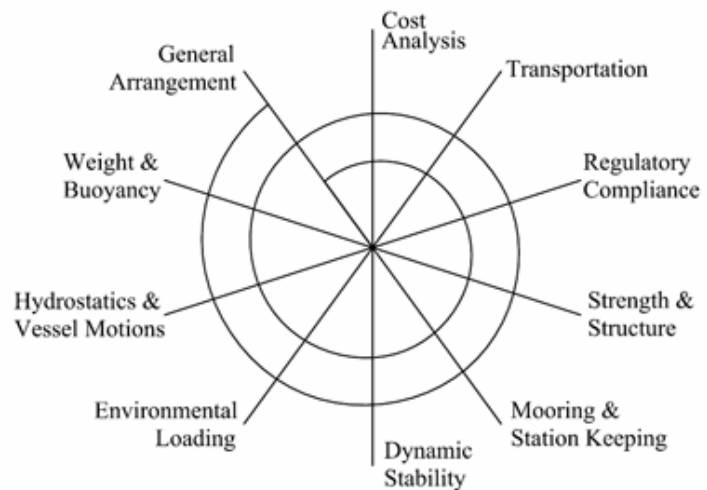 Cost
Analysis
General
Arrangement
Transportation
Weight &
Buoyancy
Regulatory
Compliance
Hydrostatics &
Vessel Motions
Strength &
Structure
Environmental
Loading
Mooring &
Station Keeping
Dynamic
Stability